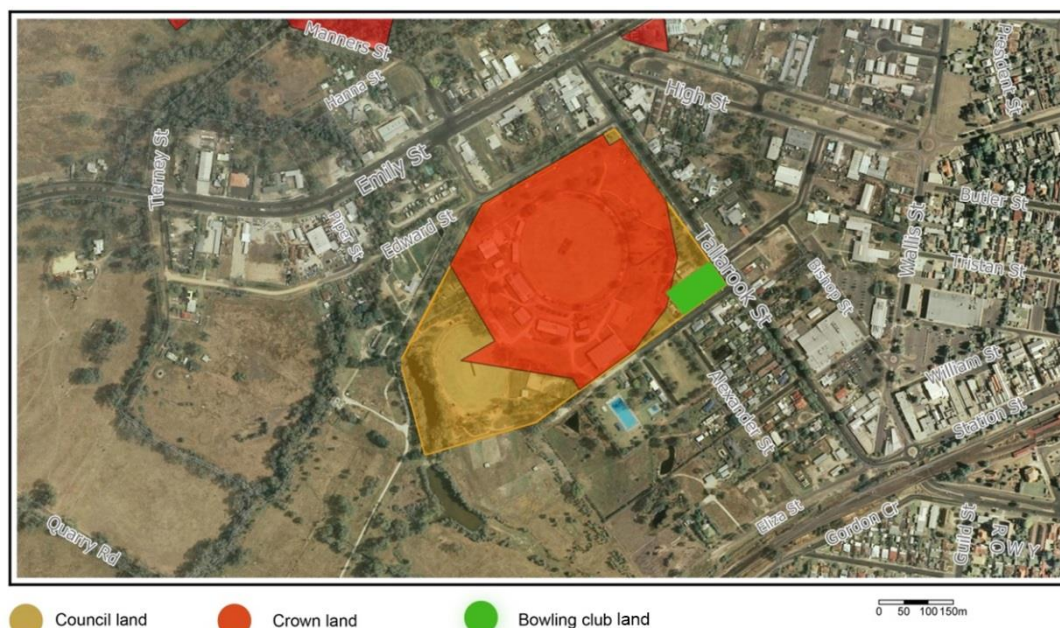 Manners St
President St
Hanna St
High St
Tierney St
Emily St
Butler St
Piper St
Edward St
Tallarook St
Wallis St
Tristan St
Bishop St
William St
Alexander St
Station St
Eliza St
Gordon Cr
Guild St
Quarry Rd
Council land
Crown land
Bowling club land
0 50 100 150m